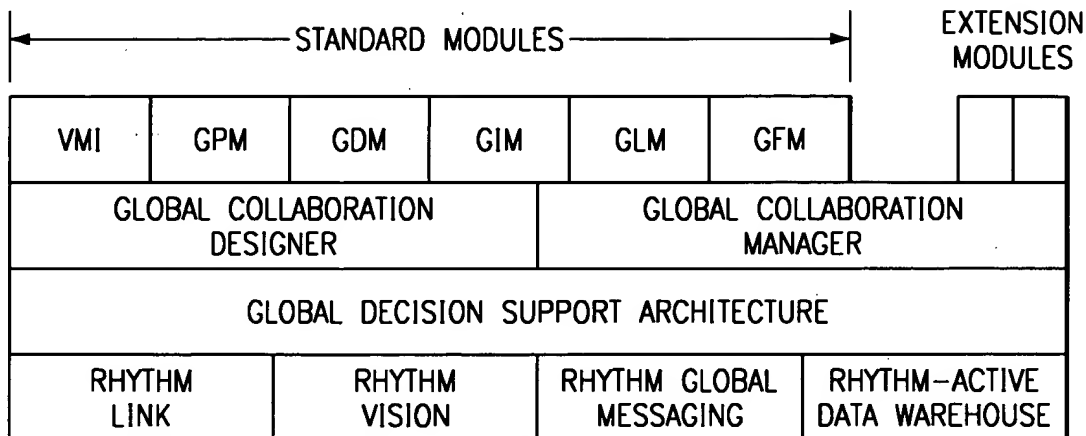 STANDARD MODULES
EXTENSION
MODULES
VMI GPM GDM GIM GLM GFM
GLOBAL COLLABORATION
DESIGNER
GLOBAL COLLABORATION
MANAGER
GLOBAL DECISION SUPPORT ARCHITECTURE
RHYTHM
LINK
RHYTHM
VISION
RHYTHM GLOBAL
MESSAGING
RHYTHM-ACTIVE
DATA WAREHOUSE